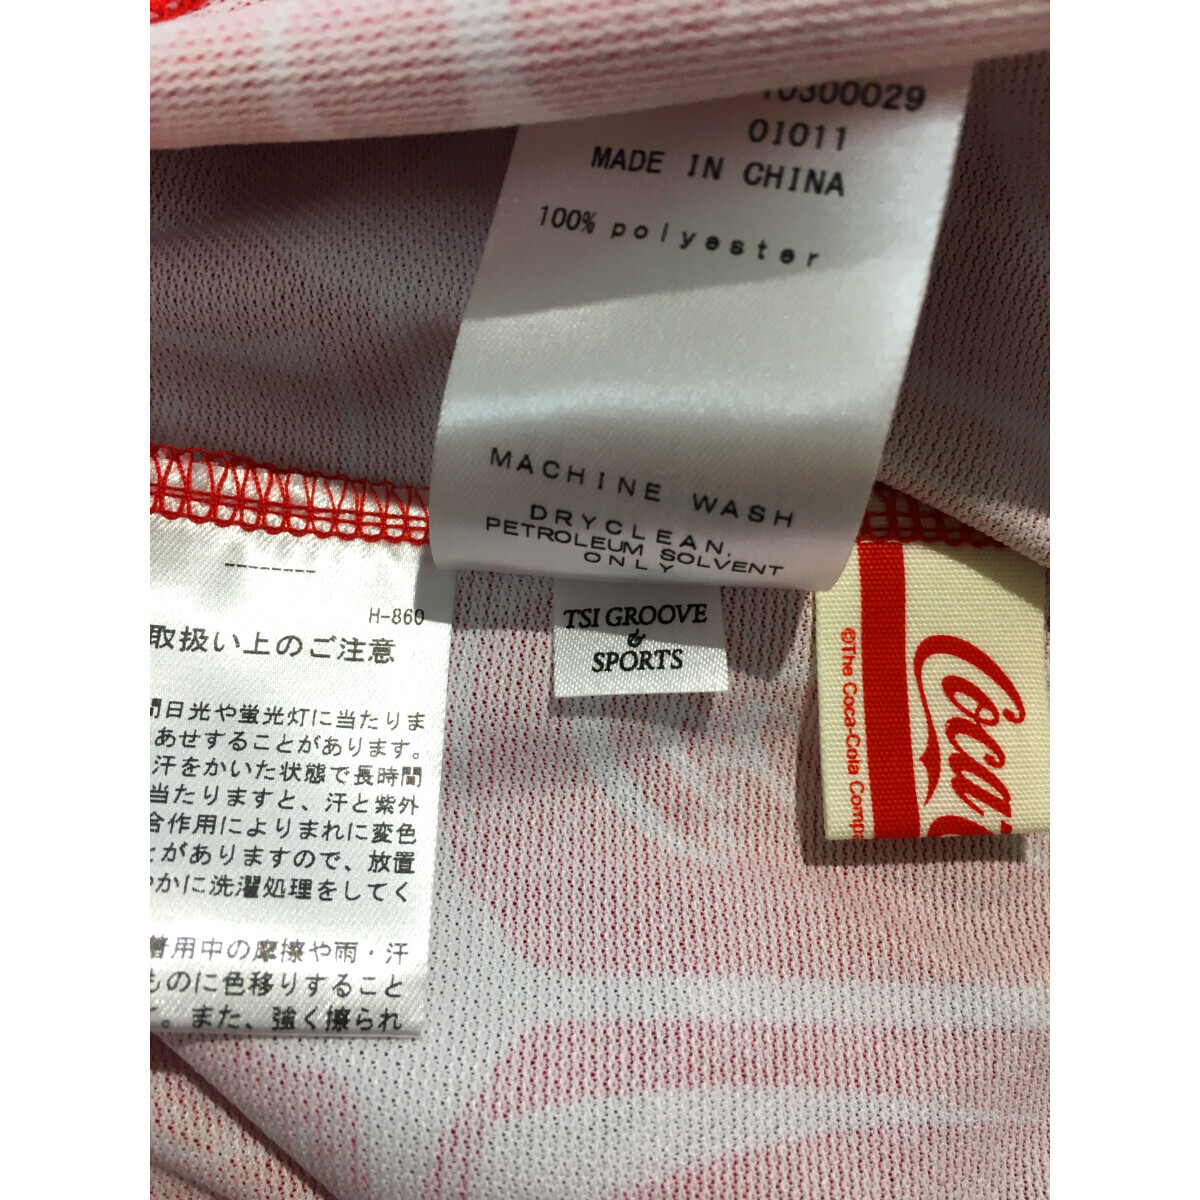 10300029
01011
MADE IN CHINA
100% polyester
MACHINE WASH
DRYCLEAN,
PETROLEUM SOLVENT
ONLY
H-860
取扱い上のご注意
間日光や蛍光灯に当たりま
あせすることがあります。
汗をかいた状態で長時間
当たりますと、汗と紫外
合作用によりまれに変色
とがありますので、放置
やかに洗濯処理をしてく
着用中の摩擦や雨・汗
ものに色移りすること
す。また、強く擦られ
TSI GROOVE
&
SPORTS
©The Coca-Cola Comp
Coca